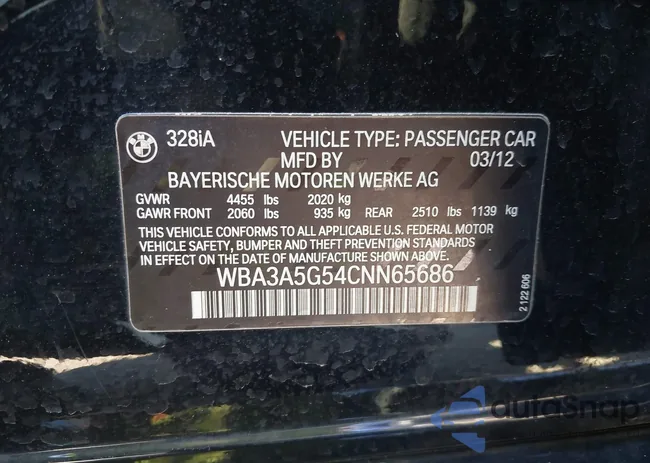 BMW
328iA VEHICLE TYPE: PASSENGER CAR
MFD BY 03/12
BAYERISCHE MOTOREN WERKE AG
GVWR 4455 lbs 2020 kg
GAWR FRONT 2060 lbs 935 kg REAR 2510 lbs 1139 kg
THIS VEHICLE CONFORMS TO ALL APPLICABLE U.S. FEDERAL MOTOR
VEHICLE SAFETY, BUMPER AND THEFT PREVENTION STANDARDS
IN EFFECT ON THE DATE OF MANUFACTURE SHOWN ABOVE.
WBA3A5G54CNN65686
2 122 606
autoSnap